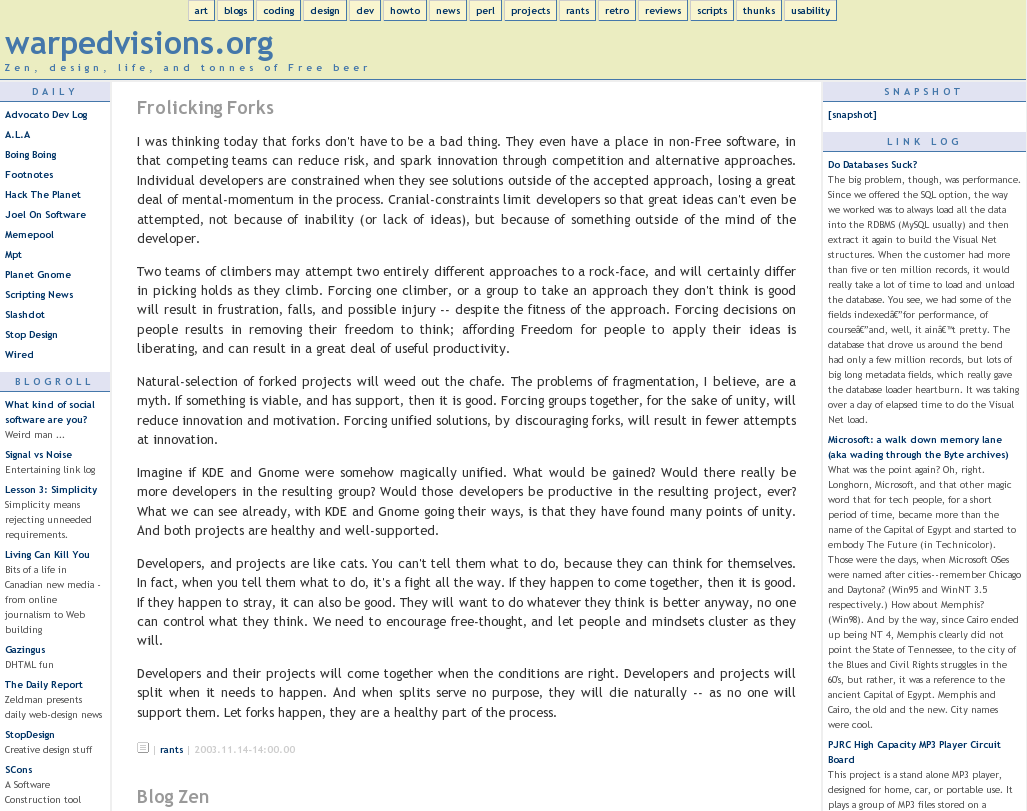 art
blogs
coding
design
dev
howto
news
perl
projects
rants
retro
reviews
scripts
thunks
usability
warpedvisions.org
Zen, design, life, and tonnes of Free beer
DAILY
Advocato Dev Log
A.L.A
Boing Boing
Footnotes
Hack The Planet
Joel On Software
Memepool
Mpt
Planet Gnome
Scripting News
Slashdot
Stop Design
Wired
BLOGROLL
What kind of social
software are you?
Weird man ...
Signal vs Noise
Entertaining link log
Lesson 3: Simplicity
Simplicity means
rejecting unneeded
requirements.
Living Can Kill You
Bits of a life in
Canadian new media -
from online
journalism to Web
building
Gazingus
DHTML fun
The Daily Report
Zeldman presents
daily web-design news
StopDesign
Creative design stuff
SCons
A Software
Construction tool
Frolicking Forks
I was thinking today that forks don't have to be a bad thing. They even have a place in non-Free software, in
that competing teams can reduce risk, and spark innovation through competition and alternative approaches.
Individual developers are constrained when they see solutions outside of the accepted approach, losing a great
deal of mental-momentum in the process. Cranial-constraints limit developers so that great ideas can't even be
attempted, not because of inability (or lack of ideas), but because of something outside of the mind of the
developer.
Two teams of climbers may attempt two entirely different approaches to a rock-face, and will certainly differ
in picking holds as they climb. Forcing one climber, or a group to take an approach they don't think is good
will result in frustration, falls, and possible injury -- despite the fitness of the approach. Forcing decisions on
people results in removing their freedom to think; affording Freedom for people to apply their ideas is
liberating, and can result in a great deal of useful productivity.
Natural-selection of forked projects will weed out the chafe. The problems of fragmentation, I believe, are a
myth. If something is viable, and has support, then it is good. Forcing groups together, for the sake of unity, will
reduce innovation and motivation. Forcing unified solutions, by discouraging forks, will result in fewer attempts
at innovation.
Imagine if KDE and Gnome were somehow magically unified. What would be gained? Would there really be
more developers in the resulting group? Would those developers be productive in the resulting project, ever?
What we can see already, with KDE and Gnome going their ways, is that they have found many points of unity.
And both projects are healthy and well-supported.
Developers, and projects are like cats. You can't tell them what to do, because they can think for themselves.
In fact, when you tell them what to do, it's a fight all the way. If they happen to come together, then it is good.
If they happen to stray, it can also be good. They will want to do whatever they think is better anyway, no one
can control what they think. We need to encourage free-thought, and let people and mindsets cluster as they
will.
Developers and their projects will come together when the conditions are right. Developers and projects will
split when it needs to happen. And when splits serve no purpose, they will die naturally -- as no one will
support them. Let forks happen, they are a healthy part of the process.
| rants | 2003.11.14-14:00.00
Blog Zen
SNAPSHOT
[snapshot]
LINK LOG
Do Databases Suck?
The big problem, though, was performance.
Since we offered the SQL option, the way
we worked was to always load all the data
into the RDBMS (MySQL usually) and then
extract it again to build the Visual Net
structures. When the customer had more
than five or ten million records, it would
really take a lot of time to load and unload
the database. You see, we had some of the
fields indexedâ€"for performance, of
courseâ€"and, well, it ainâ€™t pretty. The
database that drove us around the bend
had only a few million records, but lots of
big long metadata fields, which really gave
the database loader heartburn. It was taking
over a day of elapsed time to do the Visual
Net load.
Microsoft: a walk down memory lane
(aka wading through the Byte archives)
What was the point again? Oh, right.
Longhorn, Microsoft, and that other magic
word that for tech people, for a short
period of time, became more than the
name of the Capital of Egypt and started to
embody The Future (in Technicolor).
Those were the days, when Microsoft OSes
were named after cities--remember Chicago
and Daytona? (Win95 and WinNT 3.5
respectively.) How about Memphis?
(Win98). And by the way, since Cairo ended
up being NT 4, Memphis clearly did not
point the State of Tennessee, to the city of
the Blues and Civil Rights struggles in the
60's, but rather, it was a reference to the
ancient Capital of Egypt. Memphis and
Cairo, the old and the new. City names
were cool.
PJRC High Capacity MP3 Player Circuit
Board
This project is a stand alone MP3 player,
designed for home, car, or portable use. It
plays a group of MP3 files stored on a